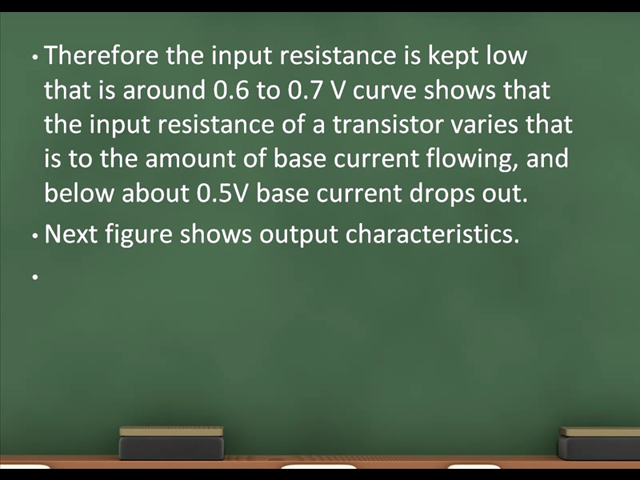 • Therefore the input resistance is kept low
that is around 0.6 to 0.7 V curve shows that
the input resistance of a transistor varies that
is to the amount of base current flowing, and
below about 0.5V base current drops out.
• Next figure shows output characteristics.
•